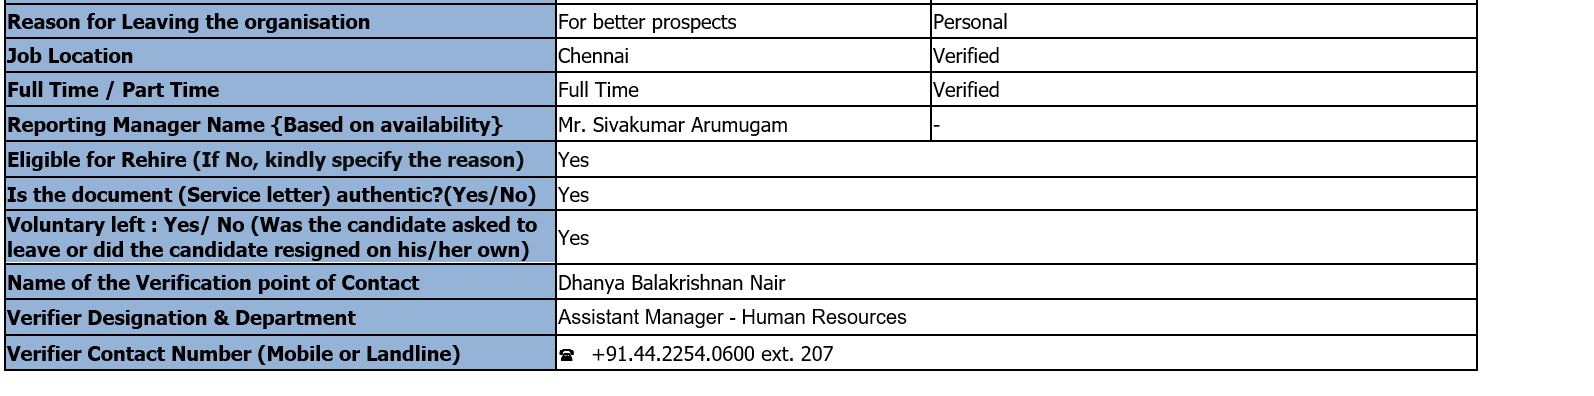 Reason for Leaving the organisation For better prospects Personal
Job Location Chennai Verified
Full Time / Part Time Full Time Verified
Reporting Manager Name {Based on availability} Mr. Sivakumar Arumugam -
Eligible for Rehire (If No, kindly specify the reason) Yes
Is the document (Service letter) authentic?(Yes/No) Yes
Voluntary left : Yes/ No (Was the candidate asked to
leave or did the candidate resigned on his/her own) Yes
Name of the Verification point of Contact Dhanya Balakrishnan Nair
Verifier Designation & Department Assistant Manager - Human Resources
Verifier Contact Number (Mobile or Landline) ☎ +91.44.2254.0600 ext. 207